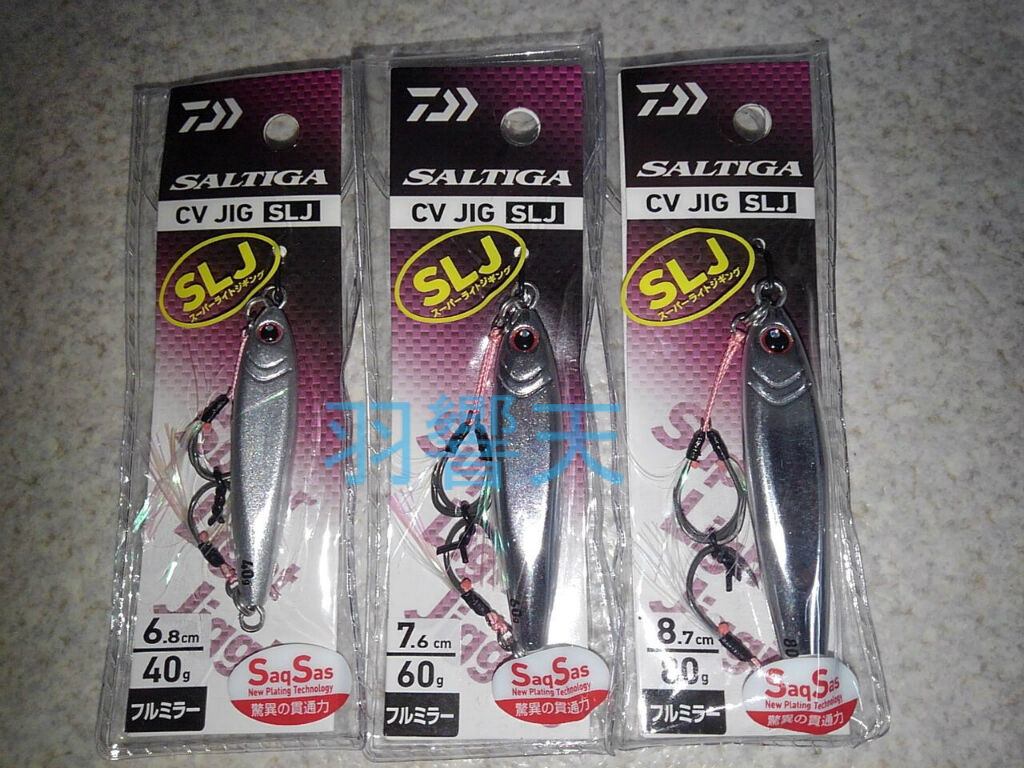 SALTIGA
CV JIG SLJ
SLJ
スーパーライトジギング
40g
6.8cm
40g
フルミラー
SaqSas
New Plating Technology
驚異の貫通力
SALTIGA
CV JIG SLJ
SLJ
スーパーライトジギング
60g
7.6cm
60g
フルミラー
SaqSas
New Plating Technology
驚異の貫通力
SALTIGA
CV JIG SLJ
SLJ
スーパーライトジギング
80
8.7cm
80g
フルミラー
SaqSas
New Plating Technology
驚異の貫通力
羽響天